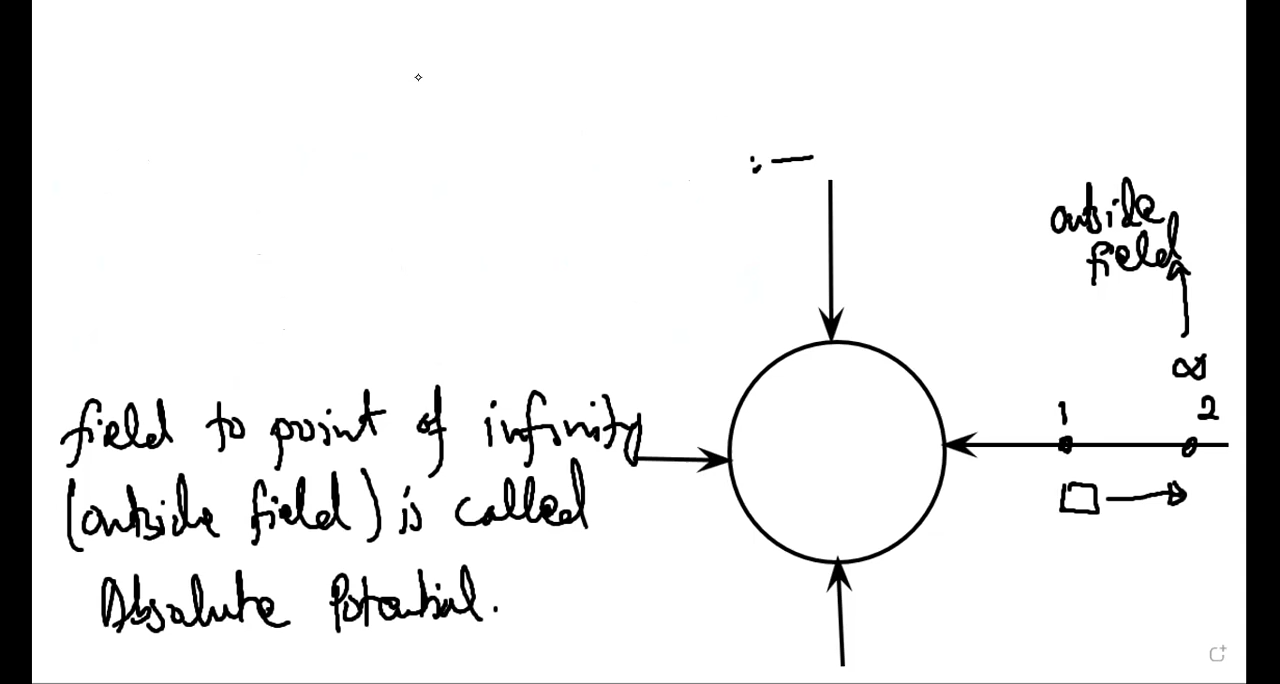 :-
outside
field
∞
1 2
field to point of infinity
(outside field) is called
Absolute Potential.